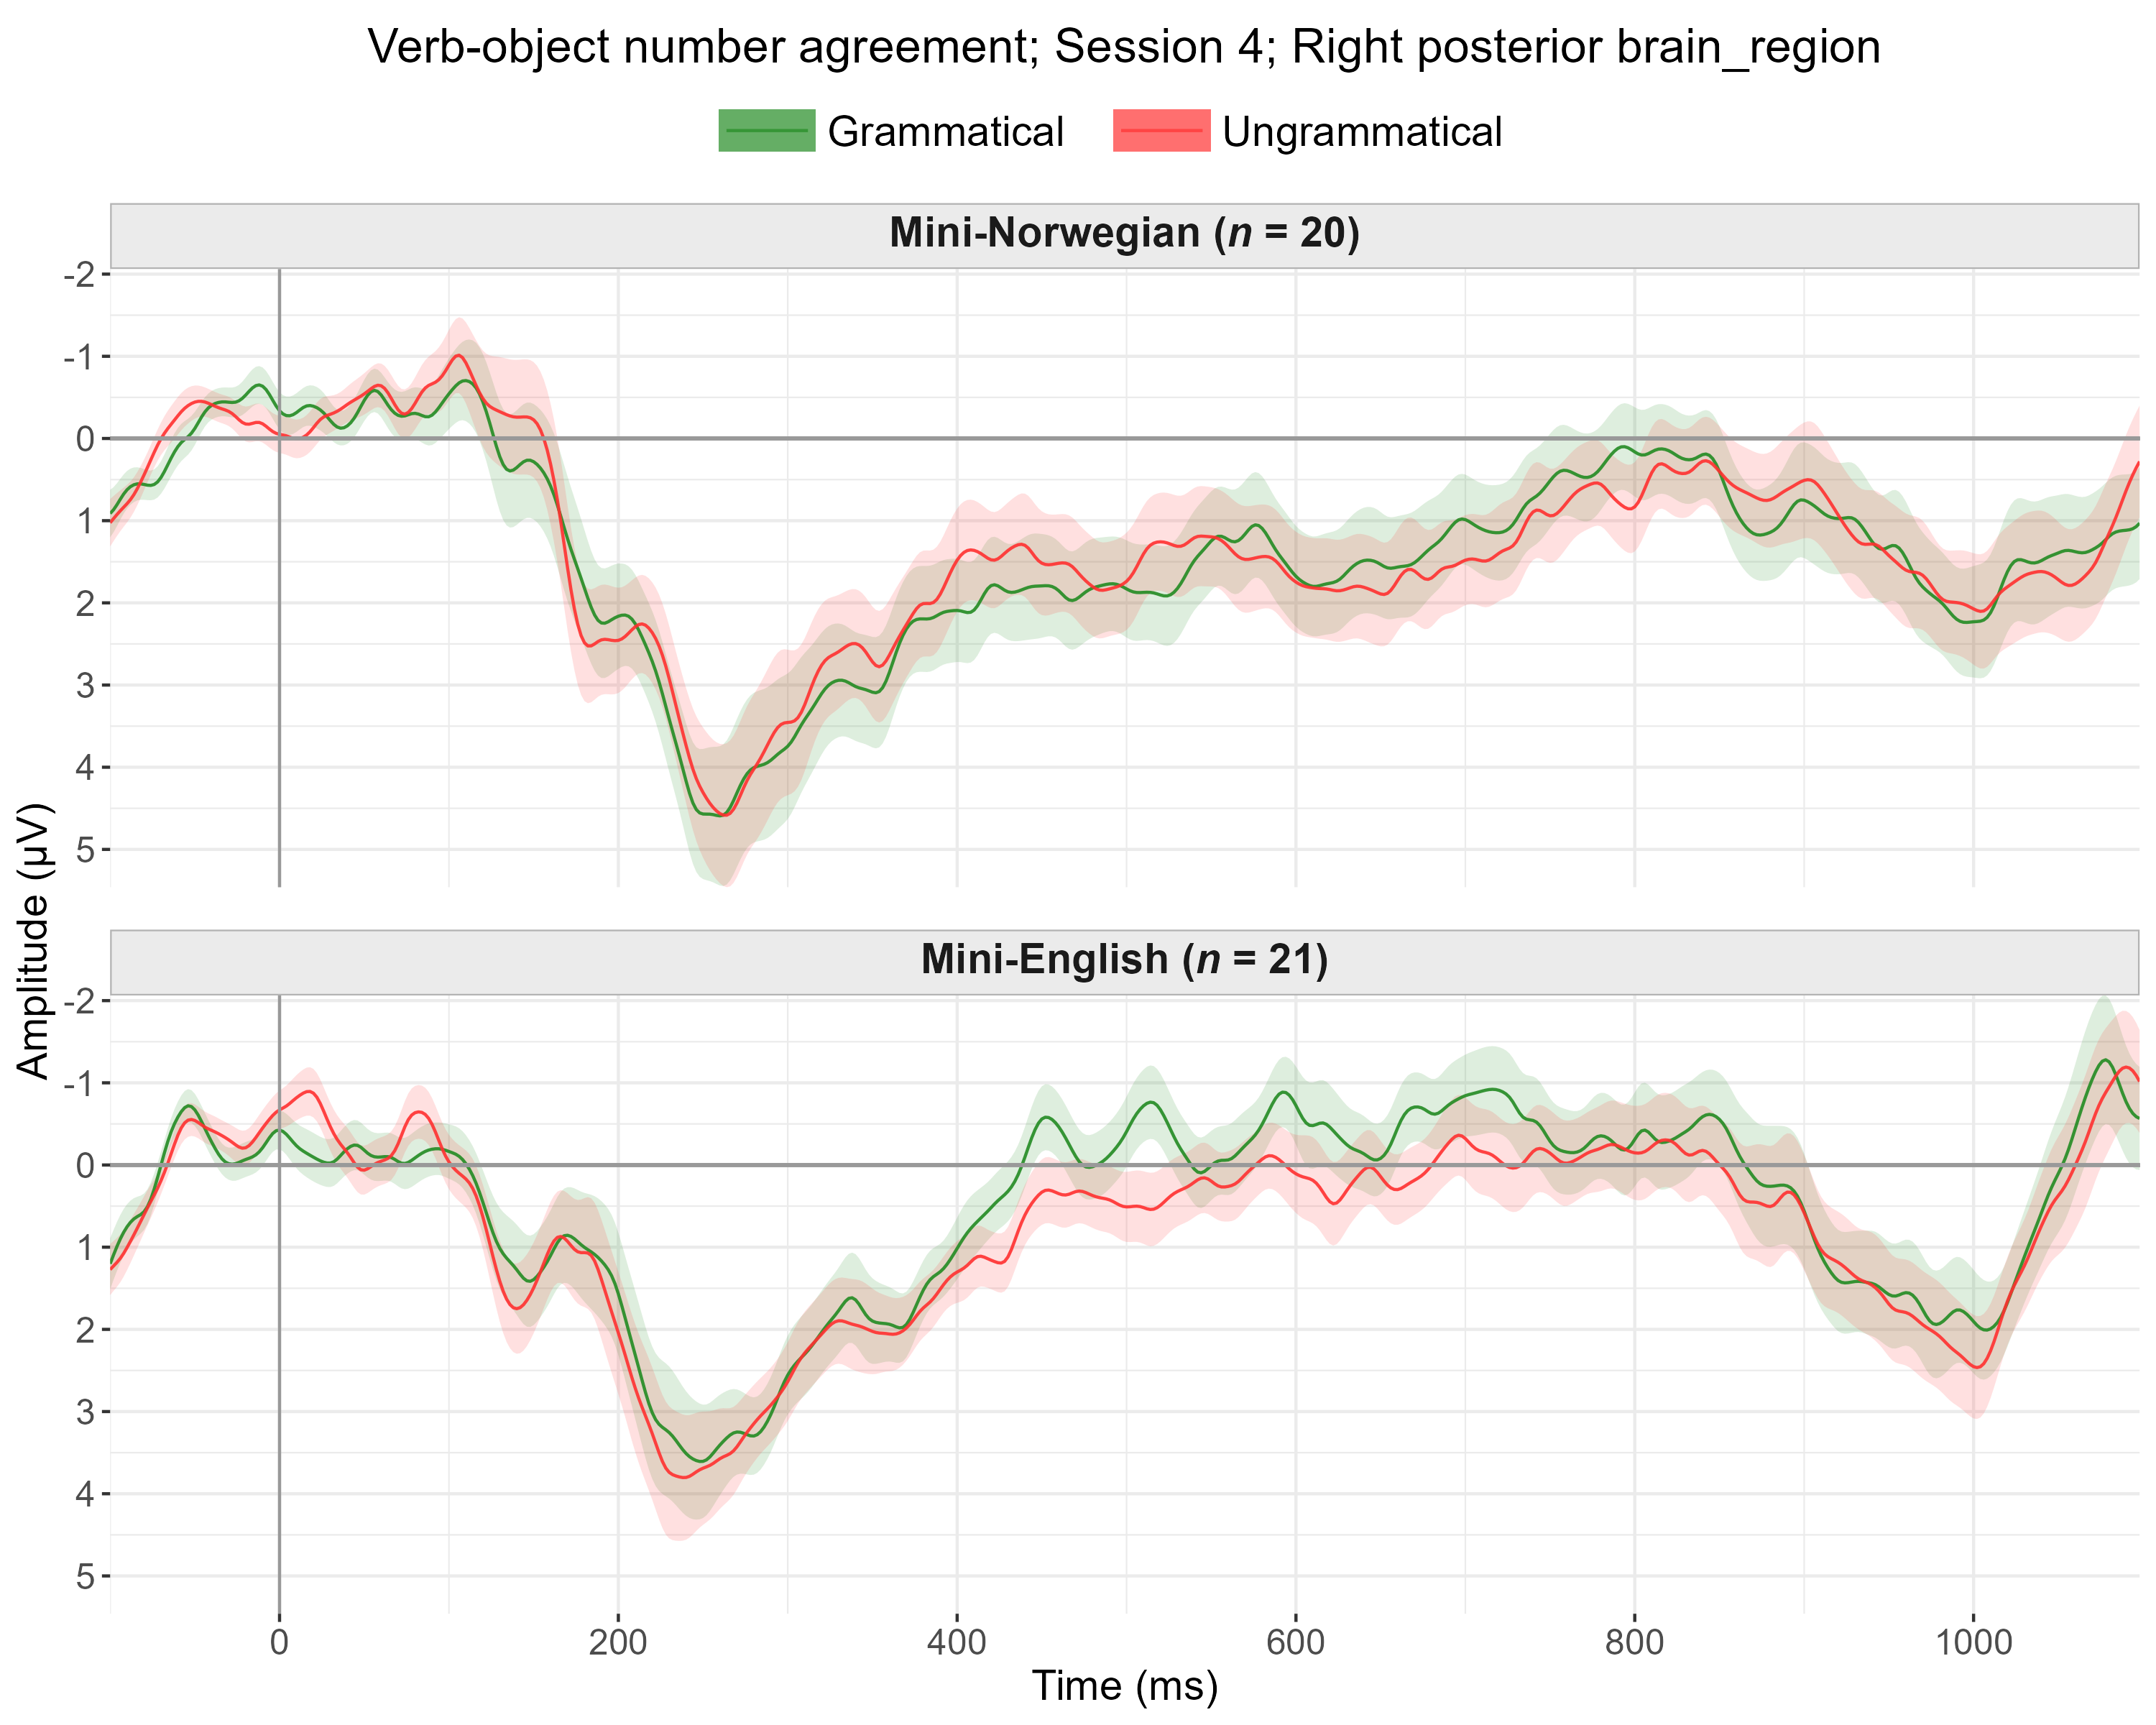 Verb-object number agreement; Session 4; Right posterior brain_region
Grammatical Ungrammatical
Mini-Norwegian (n = 20)
-2
-1
0
1
2
3
4
5
Amplitude (µV)
Mini-English (n = 21)
-2
-1
0
1
2
3
4
5
0 200 400 600 800 1000
Time (ms)